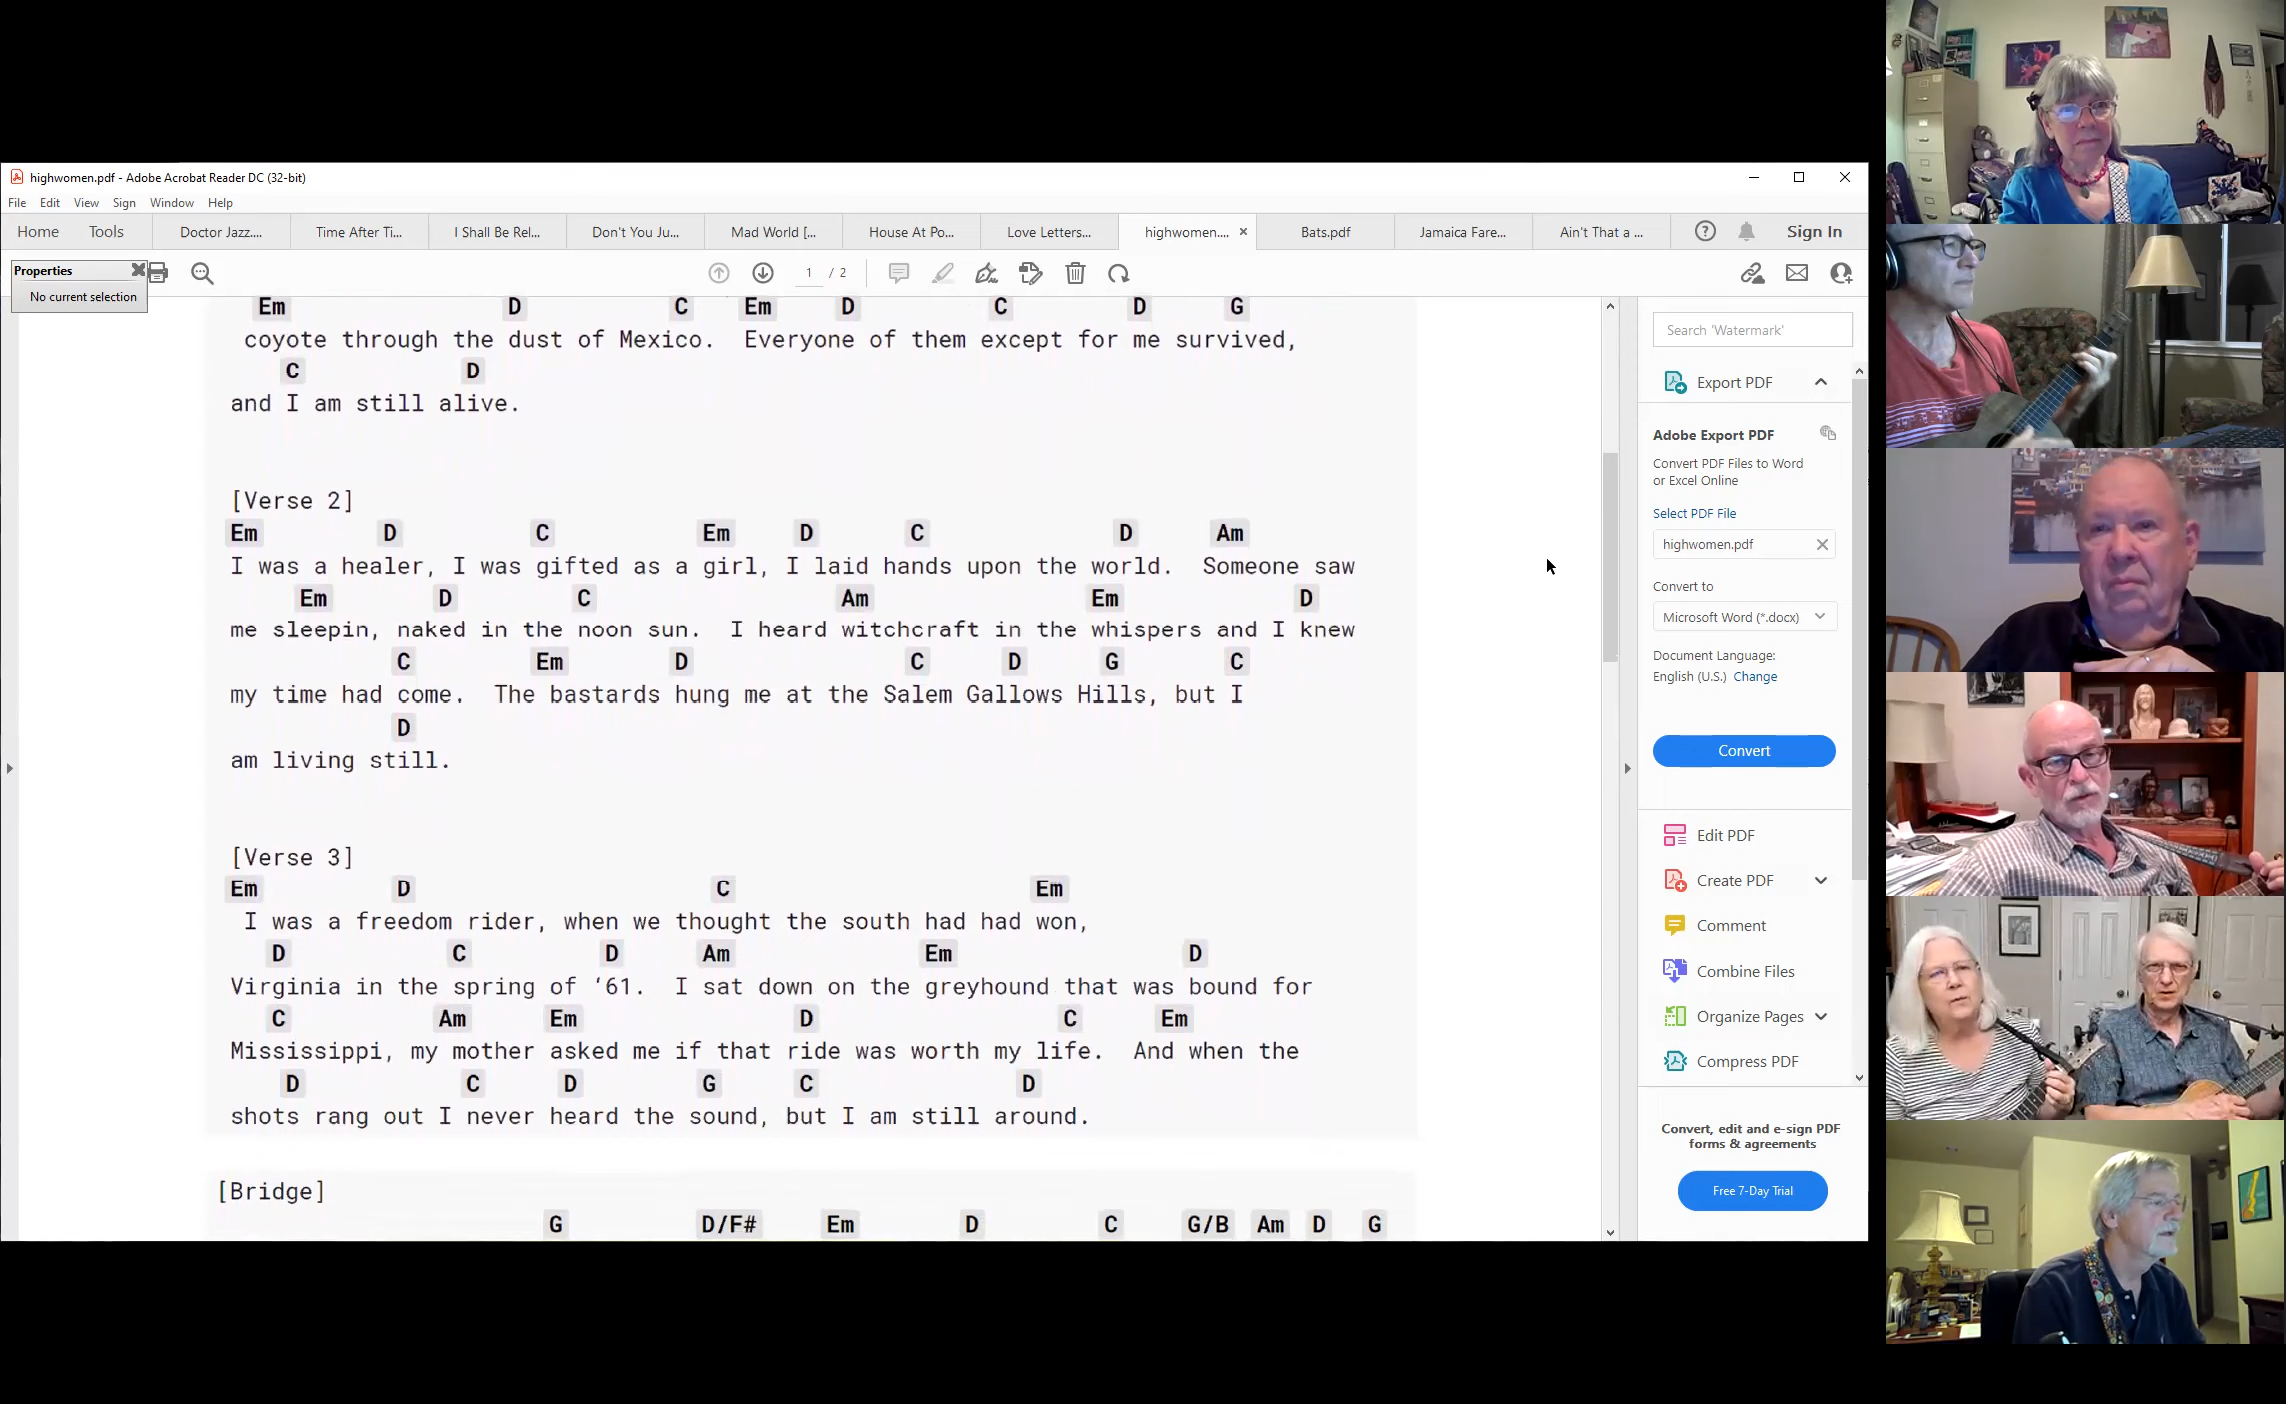 highwomen.pdf - Adobe Acrobat Reader DC (32-bit)
File Edit View Sign Window Help
Home Tools Doctor Jazz.... Time After Ti... I Shall Be Rel... Don't You Ju... Mad World [... House At Po... Love Letters... highwomen.... × Bats.pdf Jamaica Fare... Ain't That a ... Sign In
Properties
No current selection
1 / 2
Em D C Em D C D G
coyote through the dust of Mexico. Everyone of them except for me survived,
C D
and I am still alive.
[Verse 2]
Em D C Em D C D Am
I was a healer, I was gifted as a girl, I laid hands upon the world. Someone saw
Em D C Am Em D
me sleepin, naked in the noon sun. I heard witchcraft in the whispers and I knew
C Em D C D G C
my time had come. The bastards hung me at the Salem Gallows Hills, but I
D
am living still.
[Verse 3]
Em D C Em
I was a freedom rider, when we thought the south had had won,
D C D Am Em D
Virginia in the spring of ‘61. I sat down on the greyhound that was bound for
C Am Em D C Em
Mississippi, my mother asked me if that ride was worth my life. And when the
D C D G C D
shots rang out I never heard the sound, but I am still around.
[Bridge]
G D/F# Em D C G/B Am D G
Search 'Watermark'
Export PDF
Adobe Export PDF
Convert PDF Files to Word
or Excel Online
Select PDF File
highwomen.pdf
Convert to
Microsoft Word (*.docx)
Document Language:
English (U.S.) Change
Convert
Edit PDF
Create PDF
Comment
Combine Files
Organize Pages
Compress PDF
Convert, edit and e-sign PDF
forms & agreements
Free 7-Day Trial